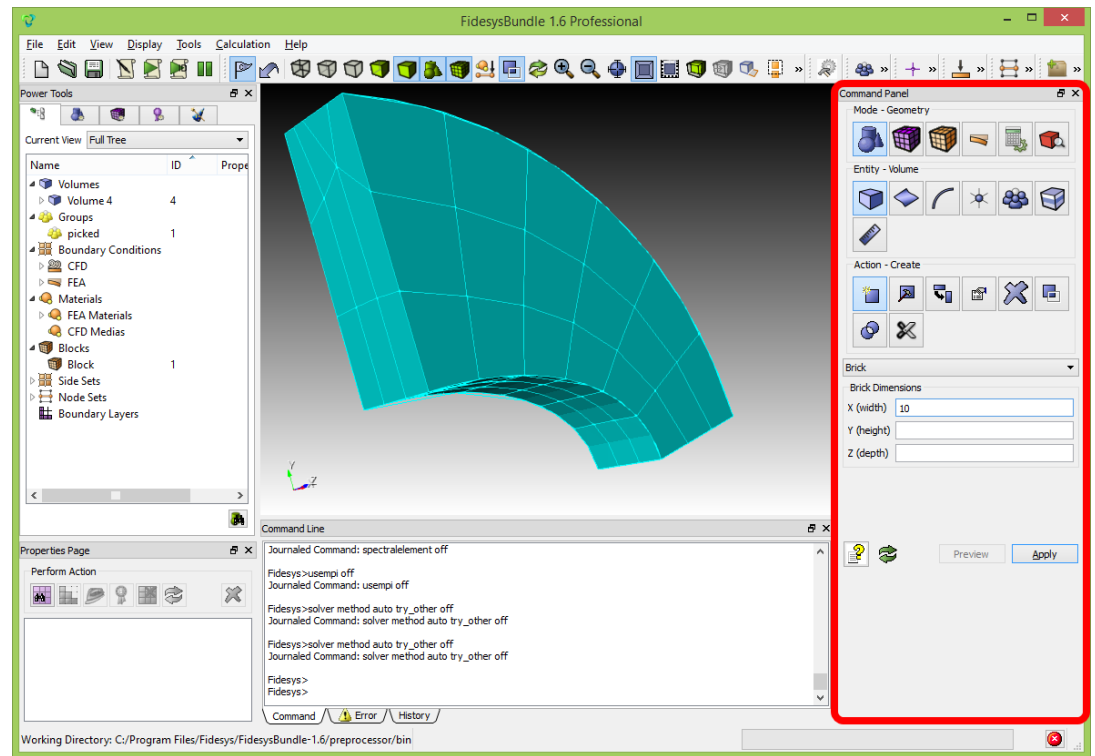 FidesysBundle 1.6 Professional
File Edit View Display Tools Calculation Help
Power Tools
Current View Full Tree
Name ID Prope
Volumes
Volume 4 4
Groups
picked 1
Boundary Conditions
CFD
FEA
Materials
FEA Materials
CFD Medias
Blocks
Block 1
Side Sets
Node Sets
Boundary Layers
Properties Page
Perform Action
Y
Z
Command Line
Journaled Command: spectralelement off
Fidesys>usempi off
Journaled Command: usempi off
Fidesys>solver method auto try_other off
Journaled Command: solver method auto try_other off
Fidesys>solver method auto try_other off
Journaled Command: solver method auto try_other off
Fidesys>
Fidesys>
Command Error History
Command Panel
Mode - Geometry
Entity - Volume
Action - Create
Brick
Brick Dimensions
X (width) 10
Y (height)
Z (depth)
Preview Apply
Working Directory: C:/Program Files/Fidesys/FidesysBundle-1.6/preprocessor/bin